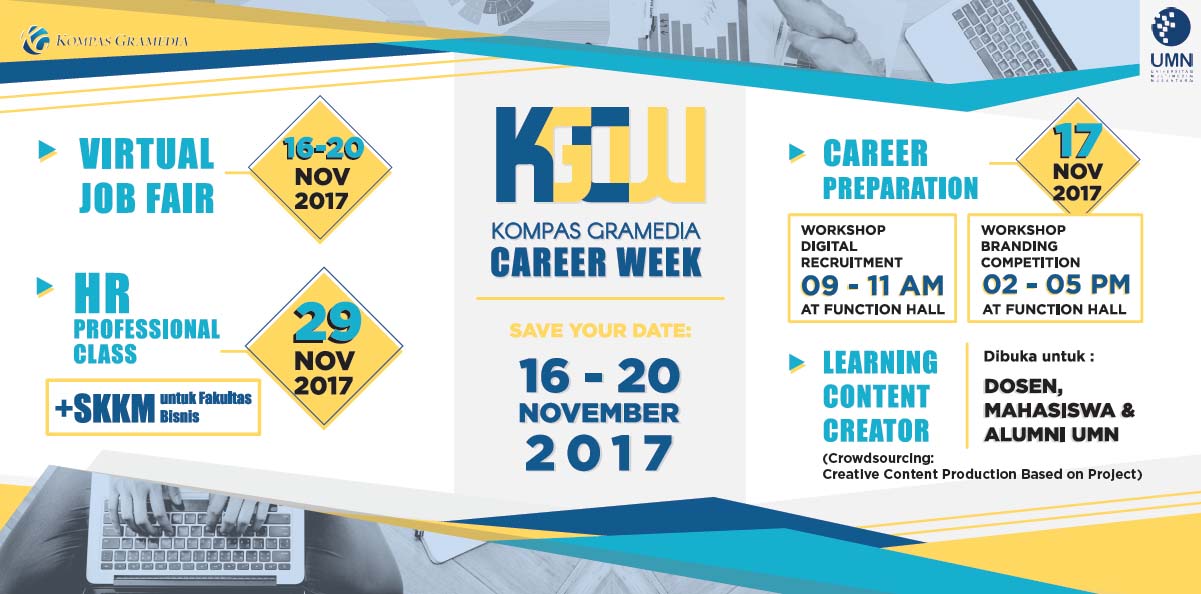 KOMPAS GRAMEDIA
UMN
UNIVERSITAS
MULTIMEDIA
NUSANTARA
VIRTUAL
JOB FAIR
16-20
NOV
2017
HR
PROFESSIONAL
CLASS
29
NOV
2017
+SKKM untuk Fakultas
Bisnis
KGCW
KOMPAS GRAMEDIA
CAREER WEEK
SAVE YOUR DATE:
16 - 20
NOVEMBER
2017
CAREER
PREPARATION
17
NOV
2017
WORKSHOP
DIGITAL
RECRUITMENT
09 - 11 AM
AT FUNCTION HALL
WORKSHOP
BRANDING
COMPETITION
02 - 05 PM
AT FUNCTION HALL
LEARNING
CONTENT
CREATOR
(Crowdsourcing:
Creative Content Production Based on Project)
Dibuka untuk :
DOSEN,
MAHASISWA &
ALUMNI UMN